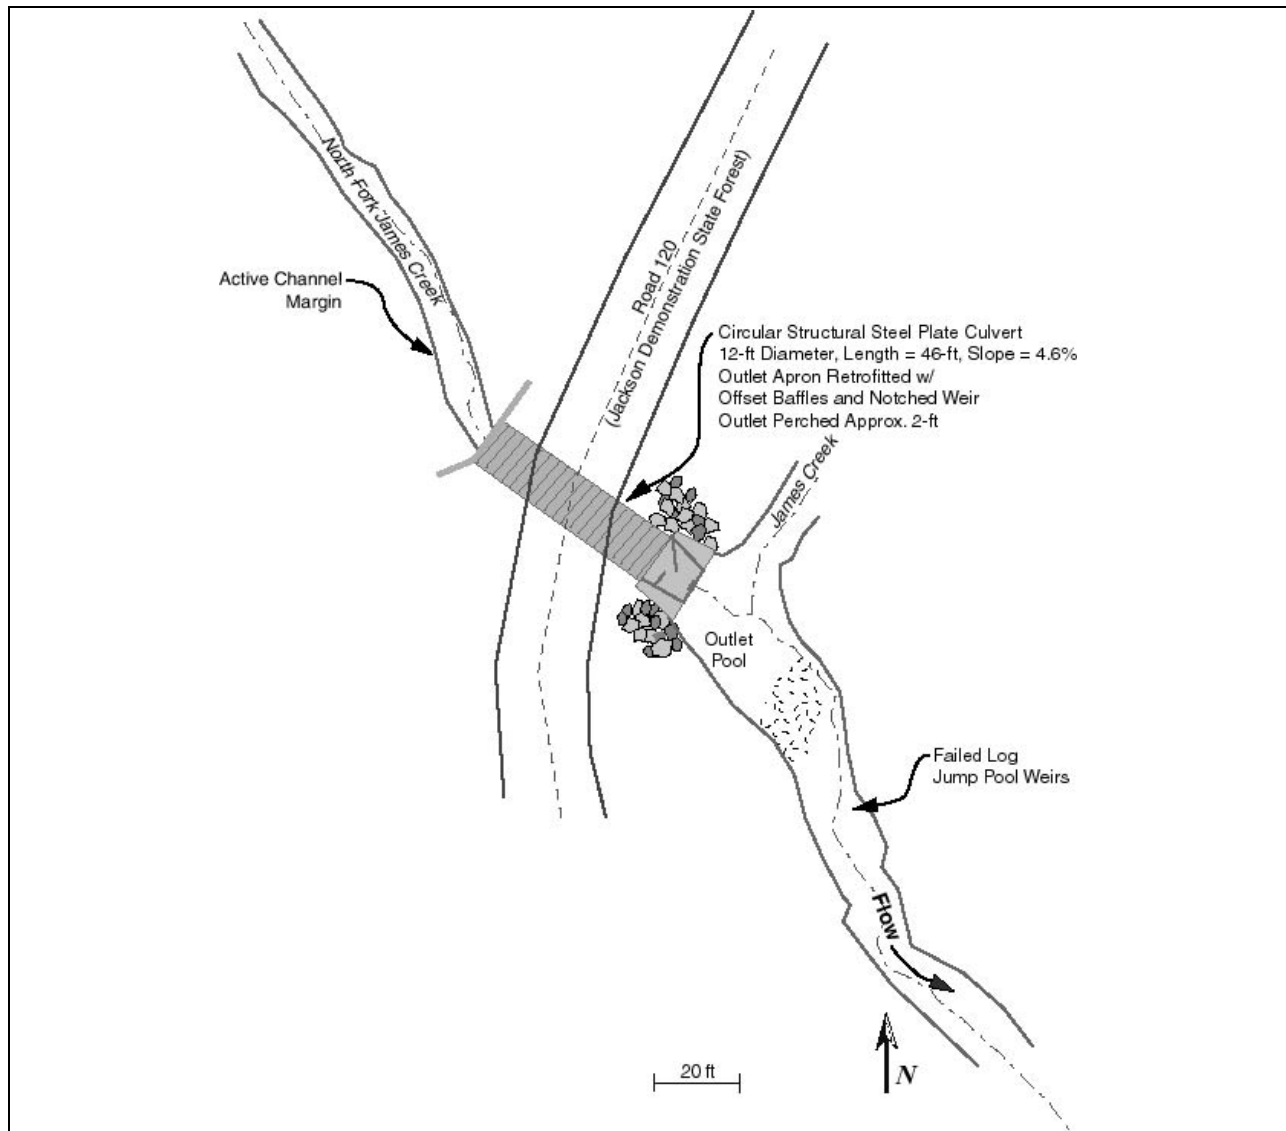 North Fork James Creek
Road 120
(Jackson Demonstration State Forest)
Active Channel
Margin
Circular Structural Steel Plate Culvert
12-ft Diameter, Length = 46-ft, Slope = 4.6%
Outlet Apron Retrofitted w/
Offset Baffles and Notched Weir
Outlet Perched Approx. 2-ft
James Creek
Outlet
Pool
Failed Log
Jump Pool Weirs
Flow
20 ft
N